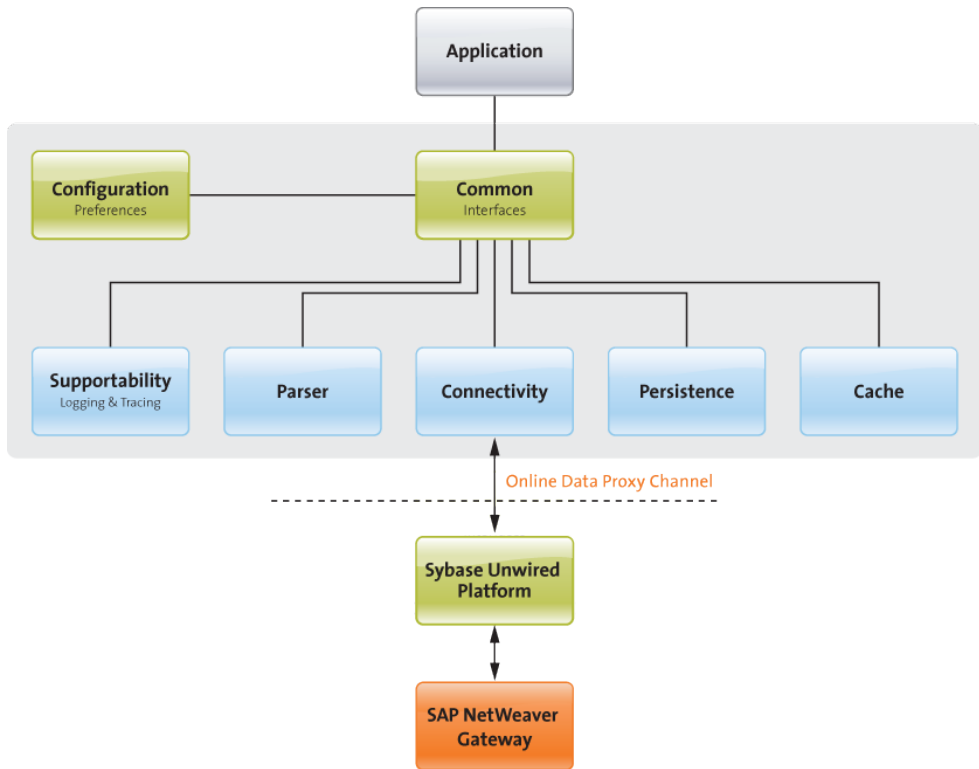 Application
Configuration
Preferences
Common
Interfaces
Supportability
Logging & Tracing
Parser
Connectivity
Persistence
Cache
Online Data Proxy Channel
Sybase Unwired
Platform
SAP NetWeaver
Gateway